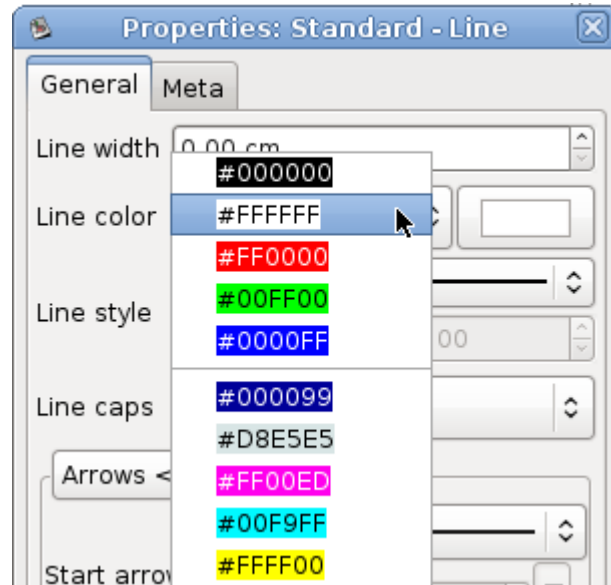 Properties: Standard - Line
General Meta
Line width 0.00 cm
#000000
Line color #FFFFFF
#FF0000
#00FF00
Line style
#0000FF 00
#000099
Line caps
#D8E5E5
Arrows <
#FF00ED
#00F9FF
#FFFF00
Start